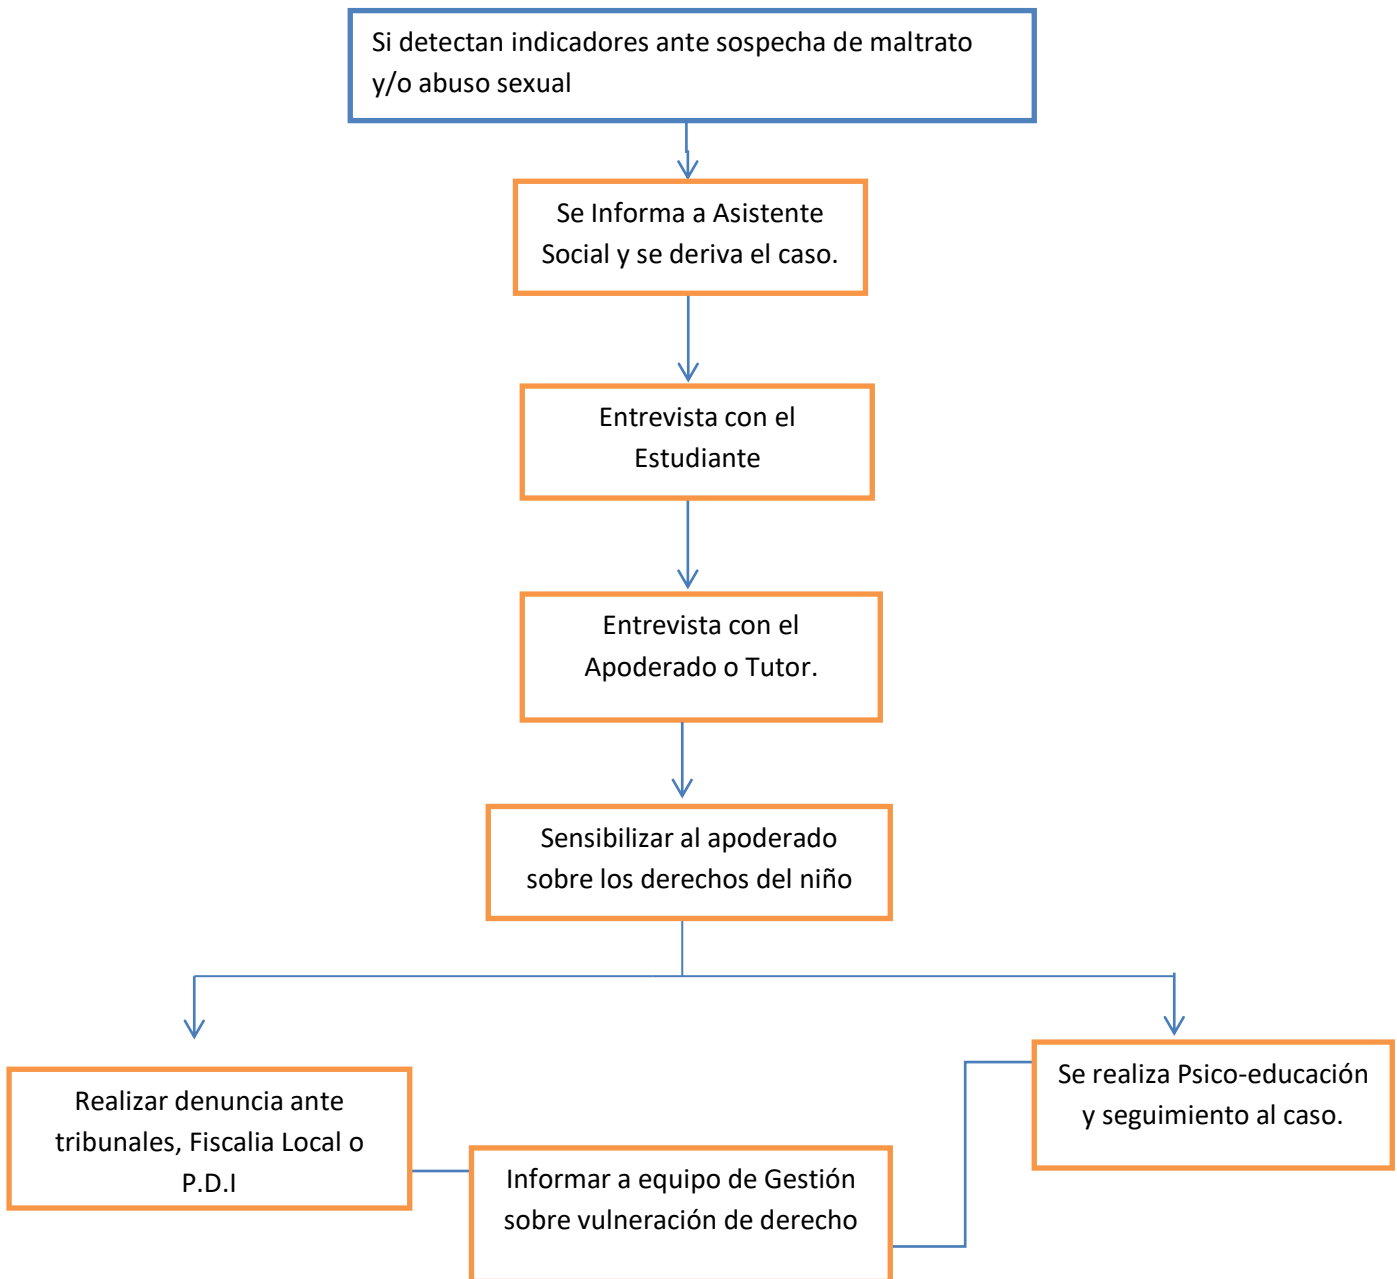 Si detectan indicadores ante sospecha de maltrato
y/o abuso sexual
Se Informa a Asistente
Social y se deriva el caso.
Entrevista con el
Estudiante
Entrevista con el
Apoderado o Tutor.
Sensibilizar al apoderado
sobre los derechos del niño
Realizar denuncia ante
tribunales, Fiscalia Local o
P.D.I
Informar a equipo de Gestión
sobre vulneración de derecho
Se realiza Psico-educación
y seguimiento al caso.